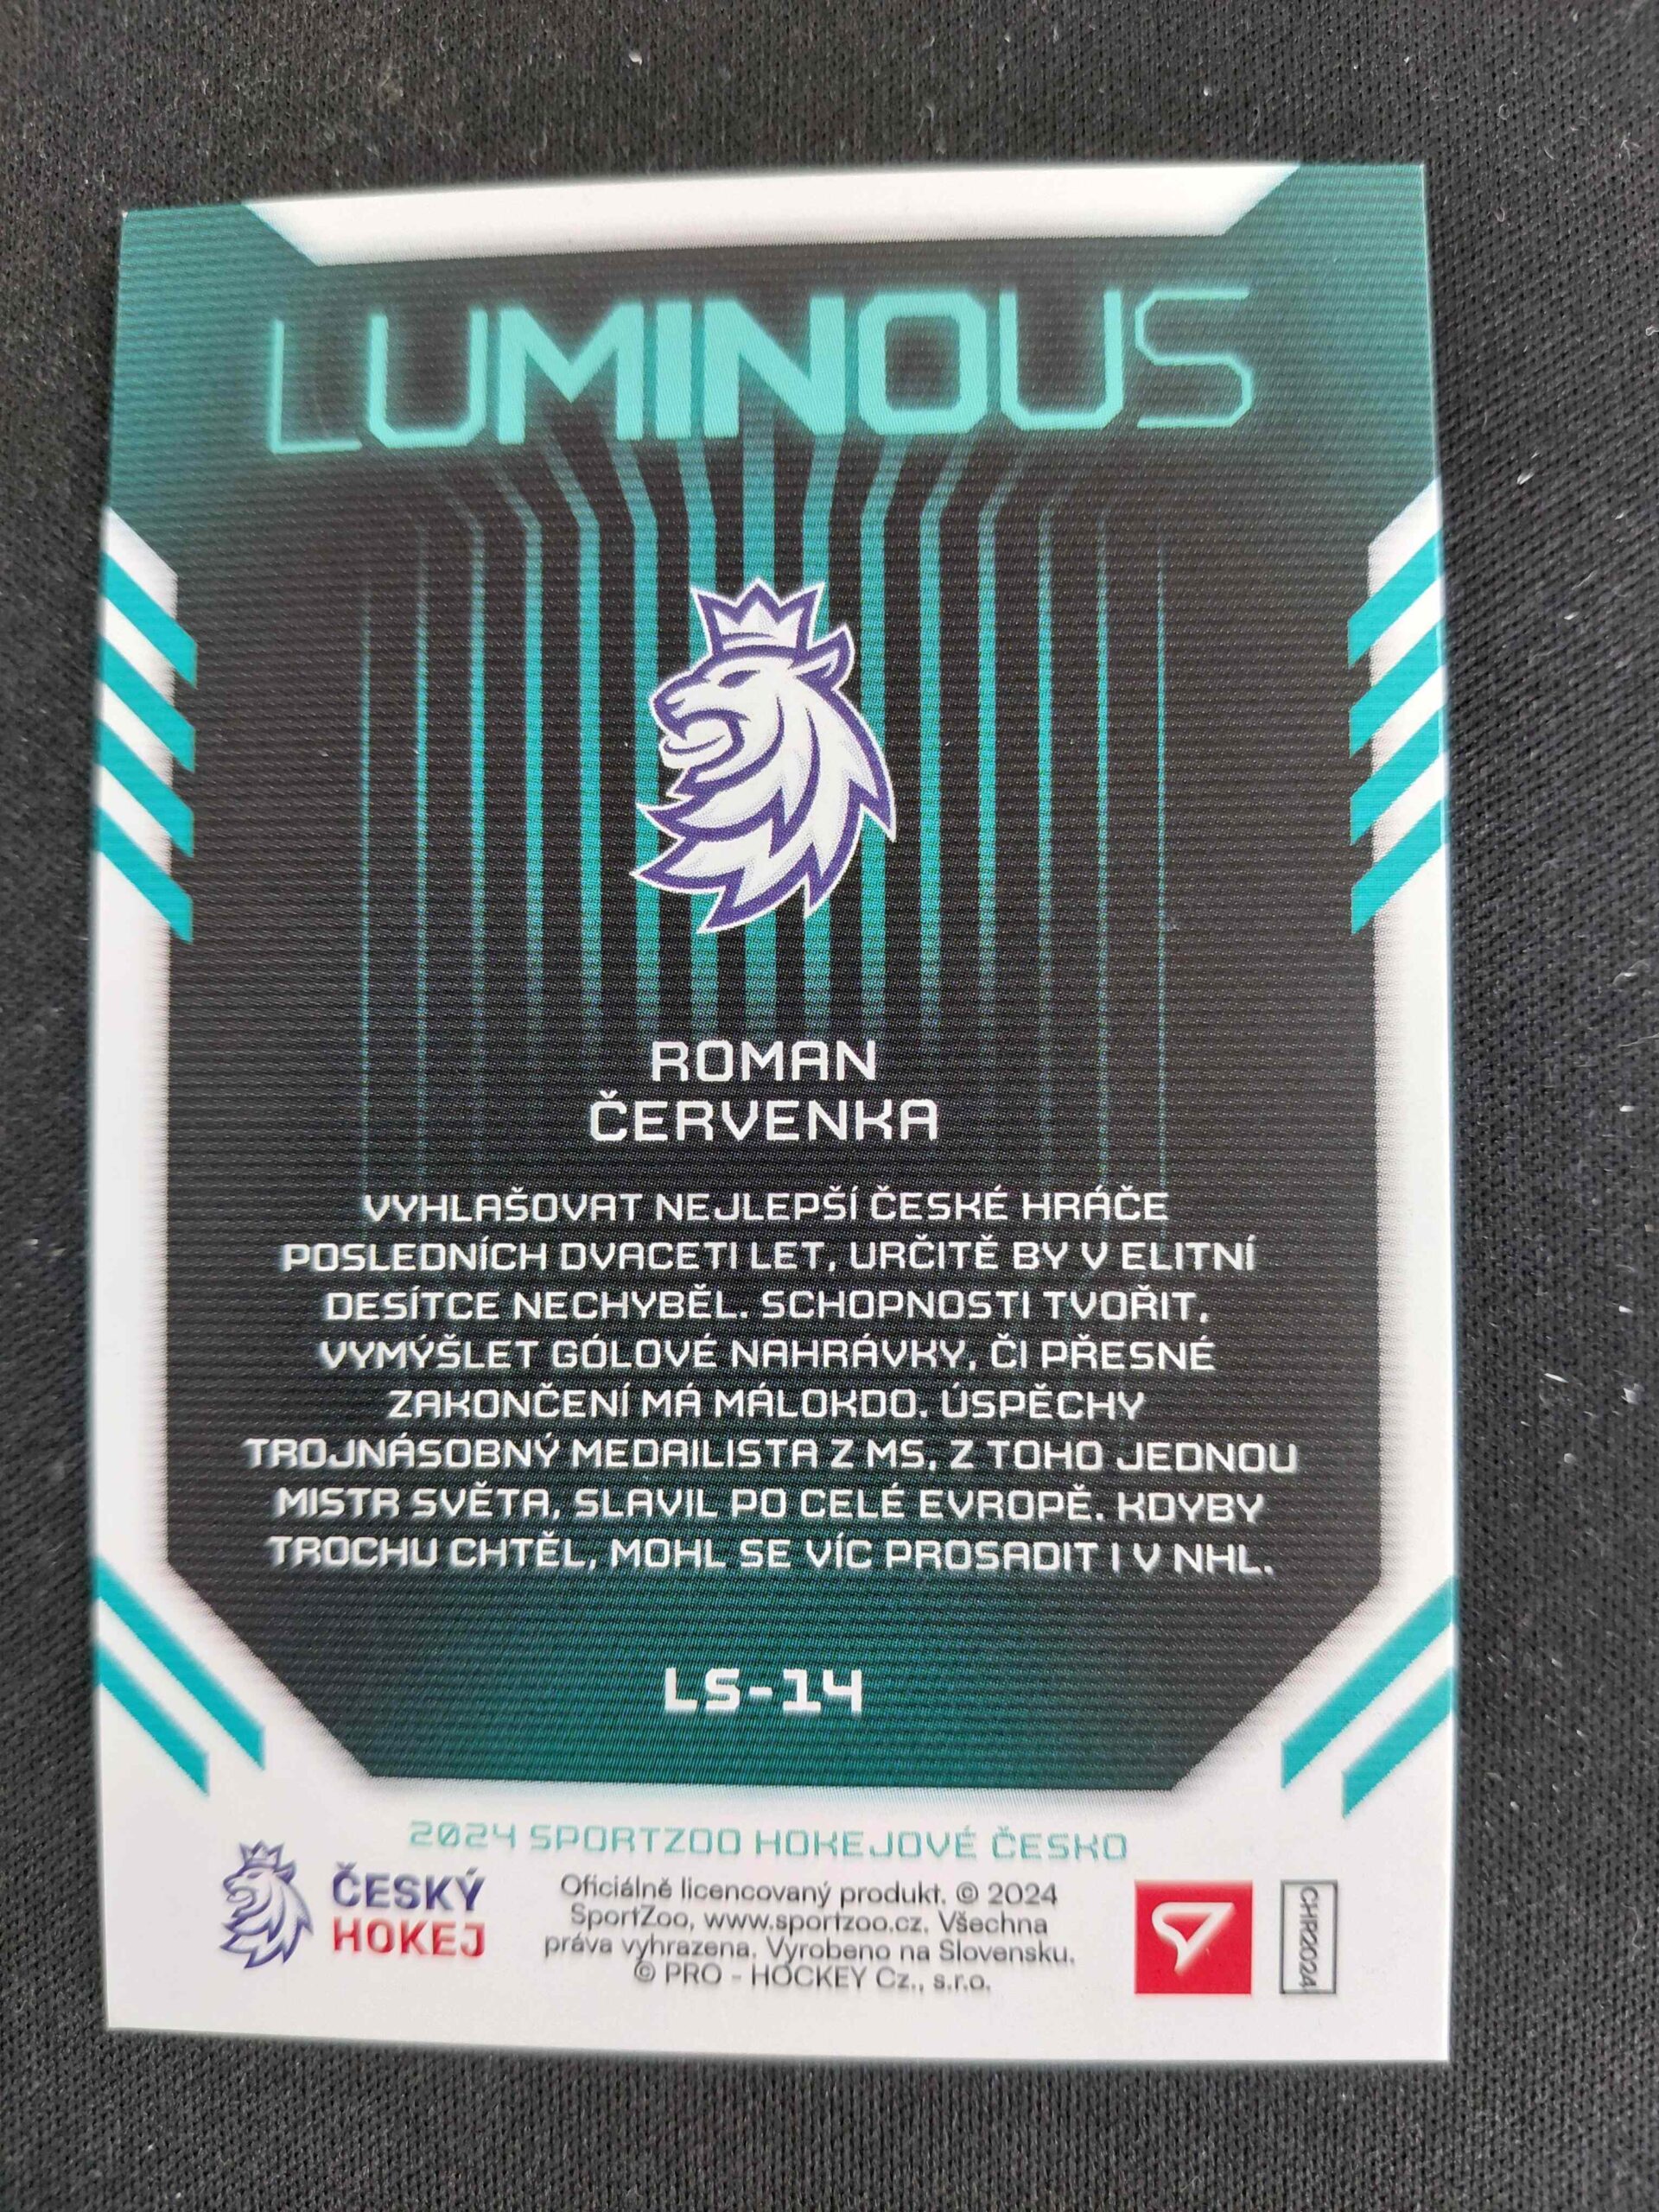 LUMINOUS
ROMAN
ČERVENKA
VYHLAŠOVAT NEJLEPŠÍ ČESKÉ HRÁČE
POSLEDNÍCH DVACETI LET, URČITĚ BY V ELITNÍ
DESÍTCE NECHYBĚL. SCHOPNOSTI TVOŘIT,
VYMÝŠLET GÓLOVÉ NAHRÁVKY, ČI PŘESNÉ
ZAKONČENÍ MÁ MÁLOKDO. ÚSPĚCHY
TROJNÁSOBNÝ MEDAILISTA Z MS, Z TOHO JEDNOU
MISTR SVĚTA, SLAVIL PO CELÉ EVROPĚ. KDYBY
TROCHU CHTĚL, MOHL SE VÍC PROSADIT I V NHL.
LS-14
2024 SPORTZOO HOKEJOVÉ ČESKO
ČESKÝ
HOKEJ
Oficiálně licencovaný produkt. © 2024
SportZoo, www.sportzoo.cz. Všechna
práva vyhrazena. Vyrobeno na Slovensku.
© PRO - HOCKEY Cz., s.r.o.
CHR2024